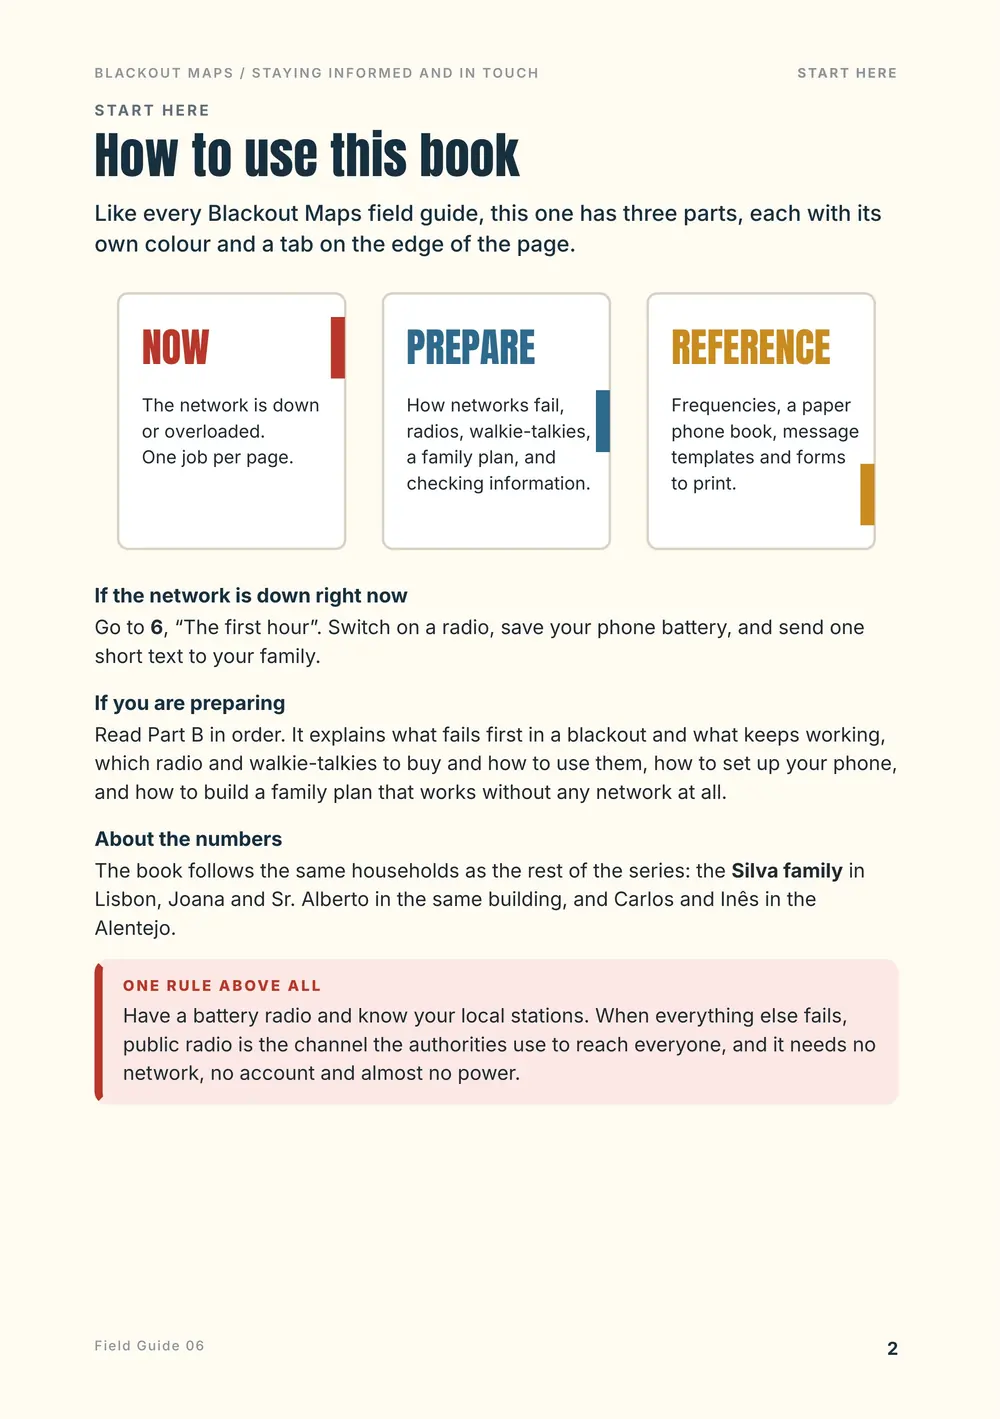 BLACKOUT MAPS / STAYING INFORMED AND IN TOUCH
START HERE
START HERE
How to use this book
Like every Blackout Maps field guide, this one has three parts, each with its
own colour and a tab on the edge of the page.
NOW
The network is down
or overloaded.
One job per page.
PREPARE
How networks fail,
radios, walkie-talkies,
a family plan, and
checking information.
REFERENCE
Frequencies, a paper
phone book, message
templates and forms
to print.
If the network is down right now
Go to 6, “The first hour”. Switch on a radio, save your phone battery, and send one
short text to your family.
If you are preparing
Read Part B in order. It explains what fails first in a blackout and what keeps working,
which radio and walkie-talkies to buy and how to use them, how to set up your phone,
and how to build a family plan that works without any network at all.
About the numbers
The book follows the same households as the rest of the series: the Silva family in
Lisbon, Joana and Sr. Alberto in the same building, and Carlos and Inês in the
Alentejo.
ONE RULE ABOVE ALL
Have a battery radio and know your local stations. When everything else fails,
public radio is the channel the authorities use to reach everyone, and it needs no
network, no account and almost no power.
Field Guide 06
2